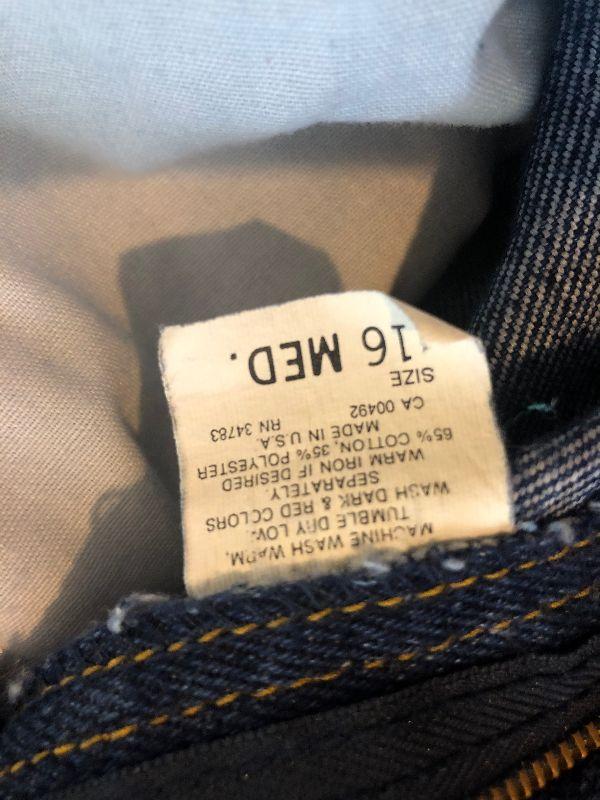 MACHINE WASH WARM,
TUMBLE DRY LOW.
WASH DARK & RED COLORS
SEPARATELY.
WARM IRON IF DESIRED
65% COTTON, 35% POLYESTER
MADE IN U.S.A.
CA 00492 RN 34783
SIZE
16 MED.